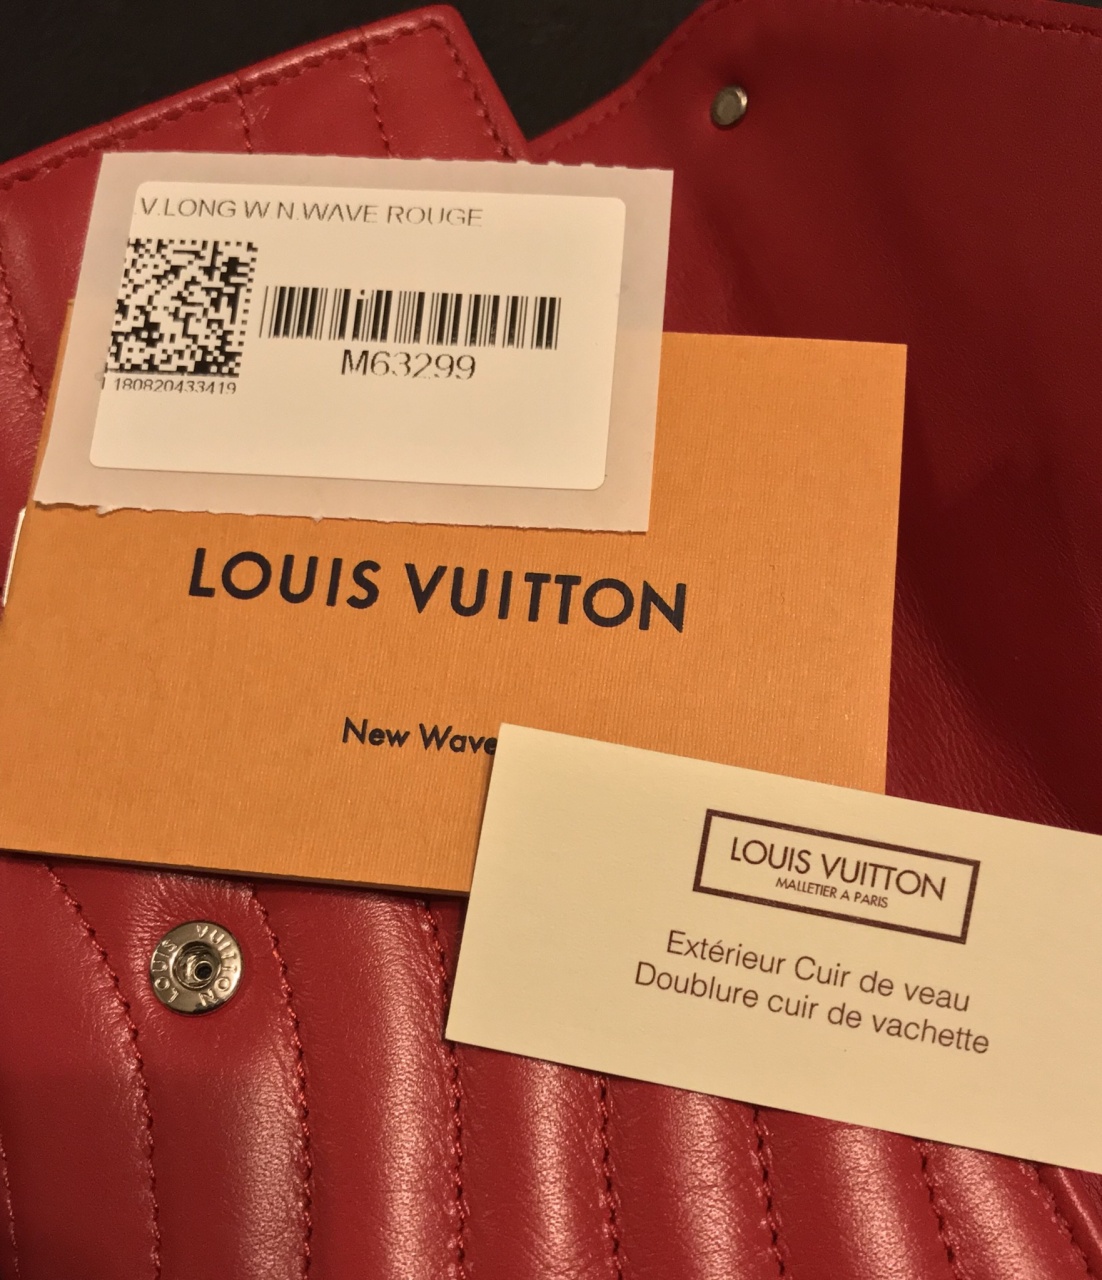 V.LONG W.N.WAVE ROUGE
M63299
180820433419
LOUIS VUITTON
New Wave
LOUIS VUITTON
MALLETIER A PARIS
Extérieur Cuir de veau
Doublure cuir de vachette
LOUIS VUITTON